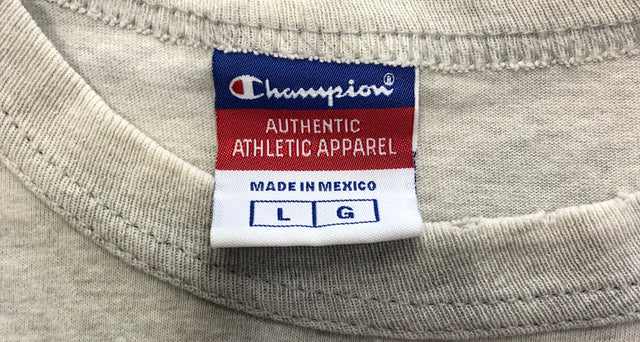 Champion®
AUTHENTIC
ATHLETIC APPAREL
MADE IN MEXICO
L G